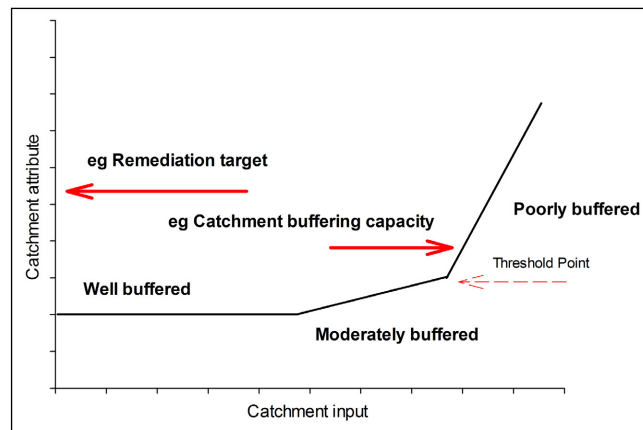 eg Remediation target
eg Catchment buffering capacity
Poorly buffered
Threshold Point
Well buffered
Moderately buffered
Catchment attribute
Catchment input